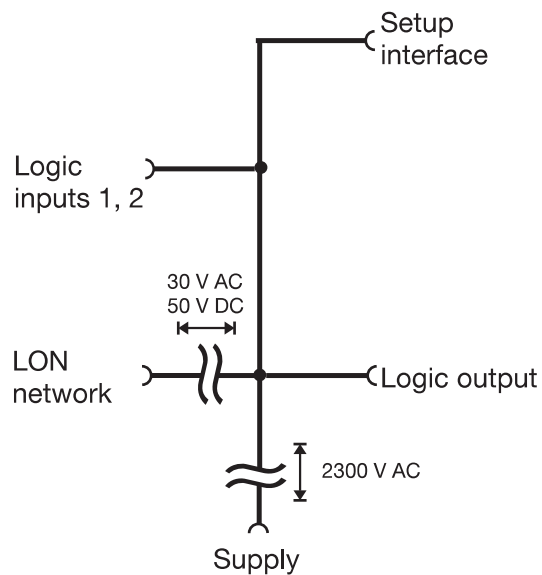 Setup
interface
Logic
inputs 1, 2
30 V AC
50 V DC
LON
network
Logic output
2300 V AC
Supply